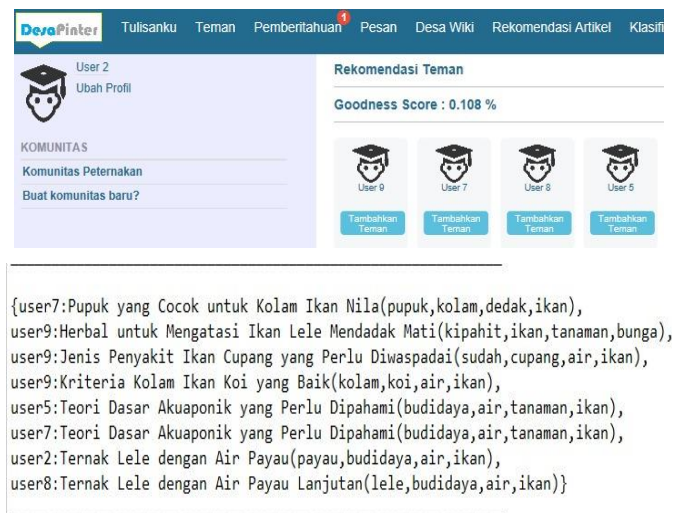 DesaPinter Tulisanku Teman Pemberitahuan 1 Pesan Desa Wiki Rekomendasi Artikel Klasifi
User 2
Ubah Profil
KOMUNITAS
Komunitas Peternakan
Buat komunitas baru?
Rekomendasi Teman
Goodness Score : 0.108 %
User 9 User 7 User 8 User 5
Tambahkan Teman Tambahkan Teman Tambahkan Teman Tambahkan Teman
{user7:Pupuk yang Cocok untuk Kolam Ikan Nila(pupuk,kolam,dedak,ikan),
user9:Herbal untuk Mengatasi Ikan Lele Mendadak Mati(kipahit,ikan,tanaman,bunga),
user9:Jenis Penyakit Ikan Cupang yang Perlu Diwaspadai(sudah,cupang,air,ikan),
user9:Kriteria Kolam Ikan Koi yang Baik(kolam,koi,air,ikan),
user5:Teori Dasar Akuaponik yang Perlu Dipahami(budidaya,air,tanaman,ikan),
user7:Teori Dasar Akuaponik yang Perlu Dipahami(budidaya,air,tanaman,ikan),
user2:Ternak Lele dengan Air Payau(payau,budidaya,air,ikan),
user8:Ternak Lele dengan Air Payau Lanjutan(lele,budidaya,air,ikan)}